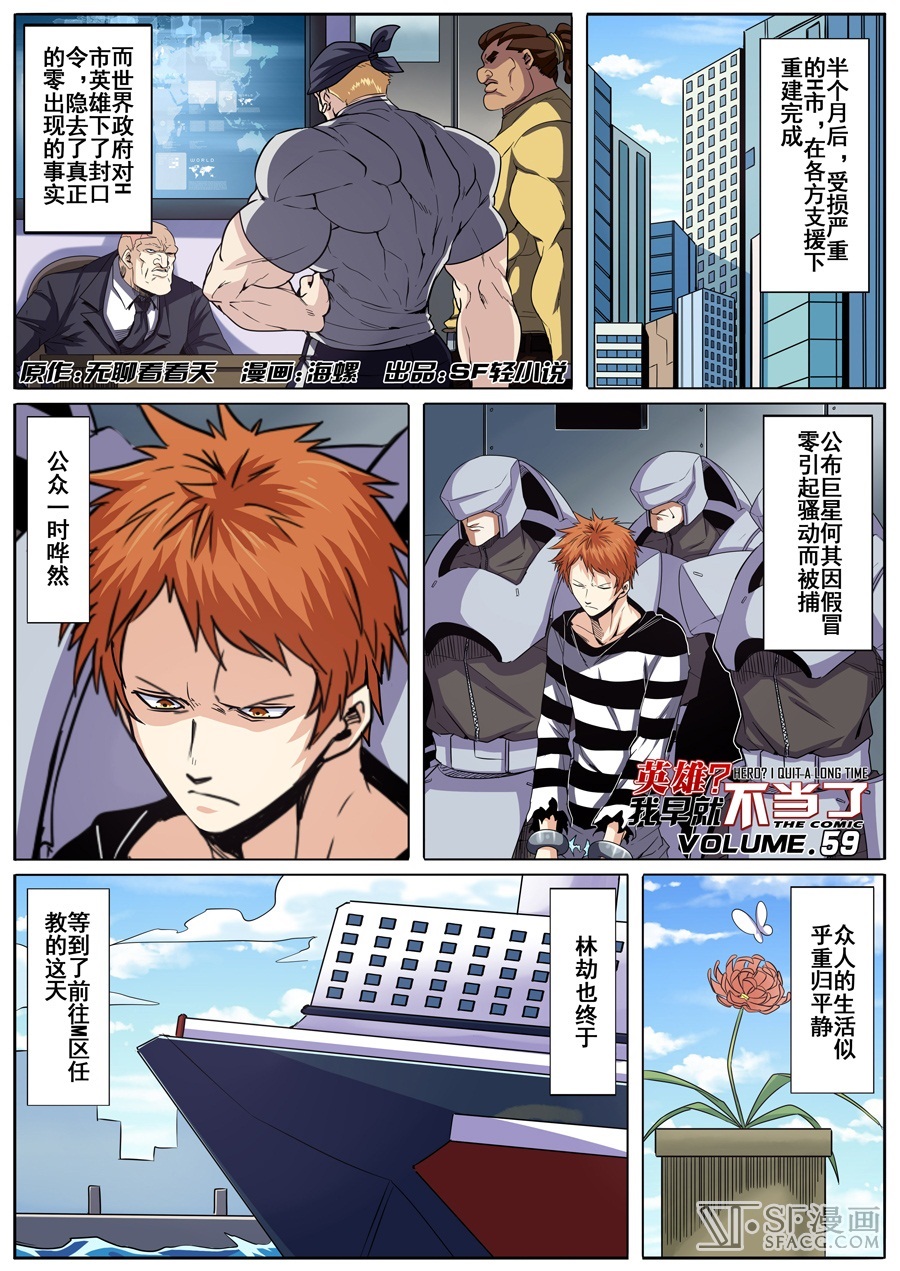 半个月后，受损严重
的H市，在各方支援下
重建完成
而世界政府对H
市英雄下了封口
令，隐去了真正
的零出现的事实
WORLD
原作:无聊看看天 漫画:海螺 出品:SF轻小说
公布巨星何其因假冒
零引起骚动而被捕
英雄?
HERO? I QUIT A LONG TIME
我早就不当了
THE COMIC
VOLUME.59
公众一时哗然
众人的生活似
乎重归平静
林劫也终于
等到了前往M区任
教的这天
SF漫画
SFACG.COM